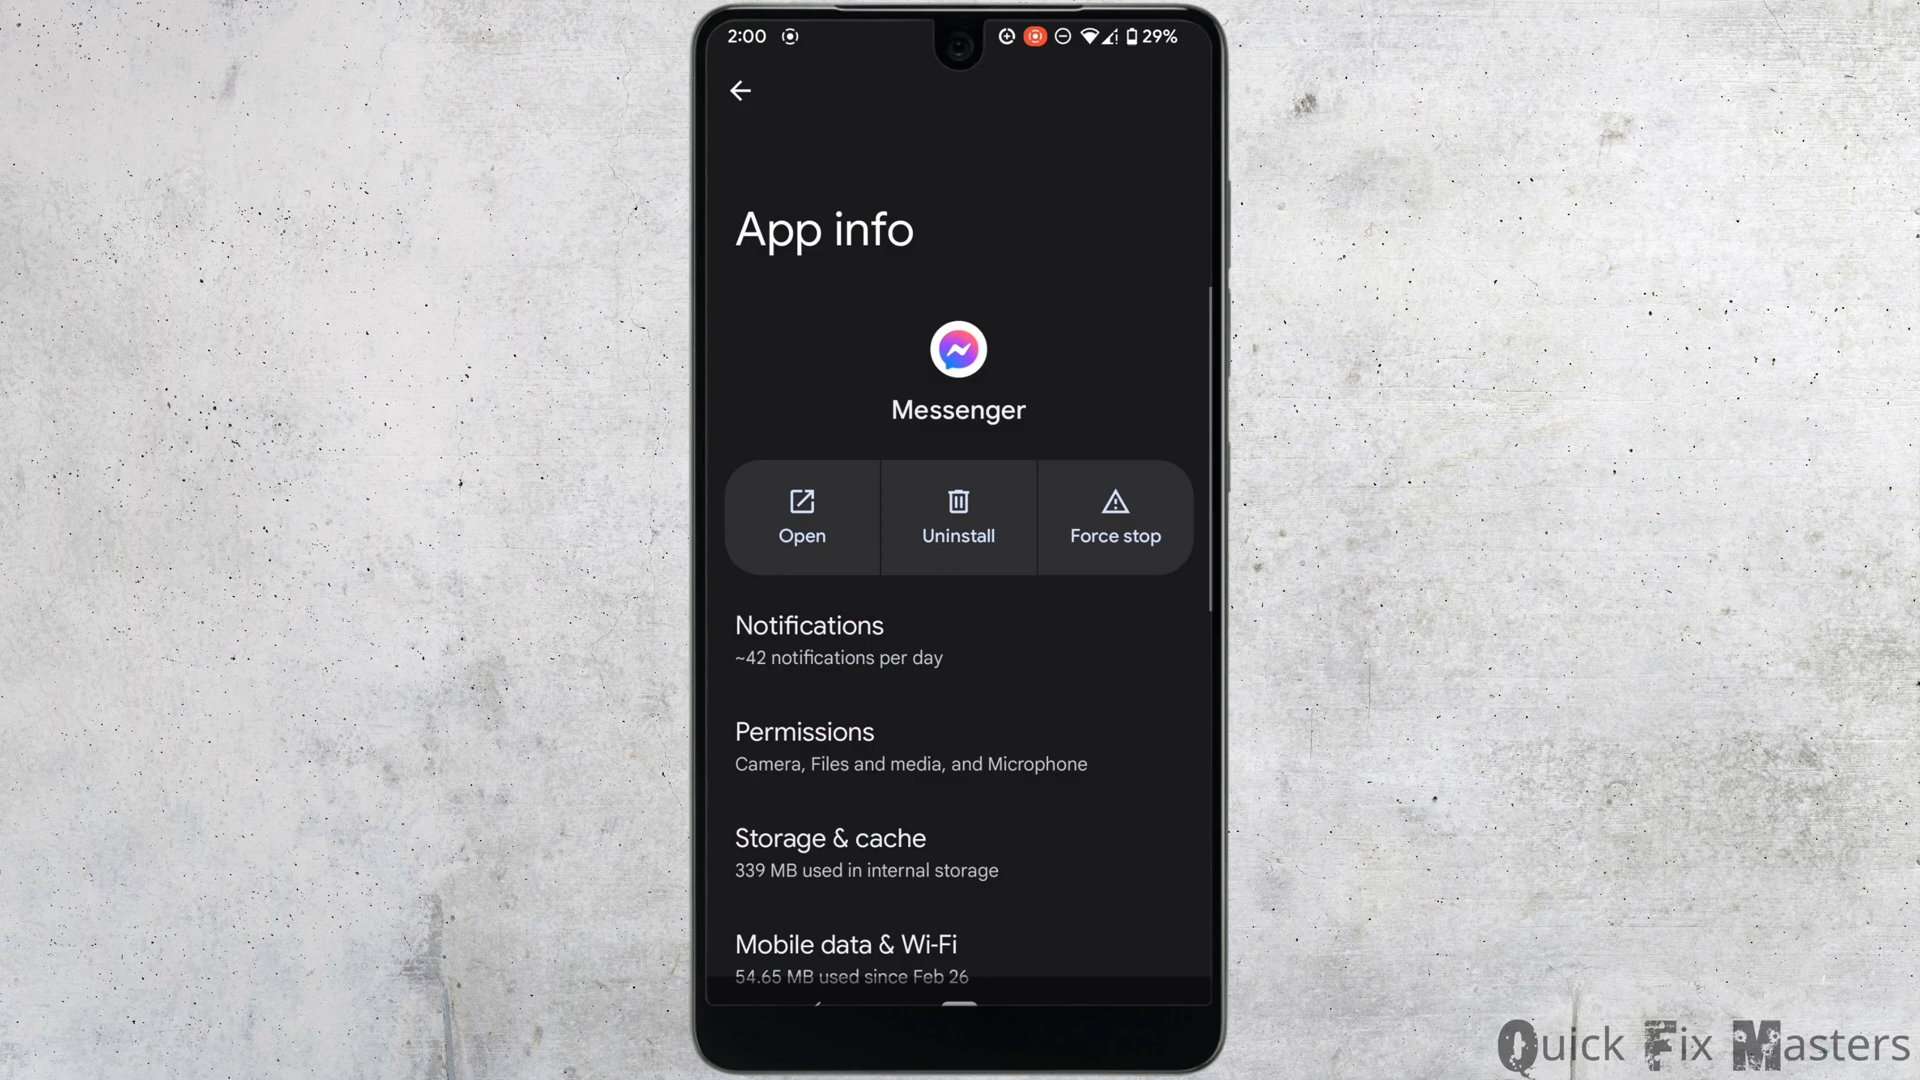 2:00
29%
App info
Messenger
Open
Uninstall
Force stop
Notifications
~42 notifications per day
Permissions
Camera, Files and media, and Microphone
Storage & cache
339 MB used in internal storage
Mobile data & Wi-Fi
54.65 MB used since Feb 26
Quick Fix Masters